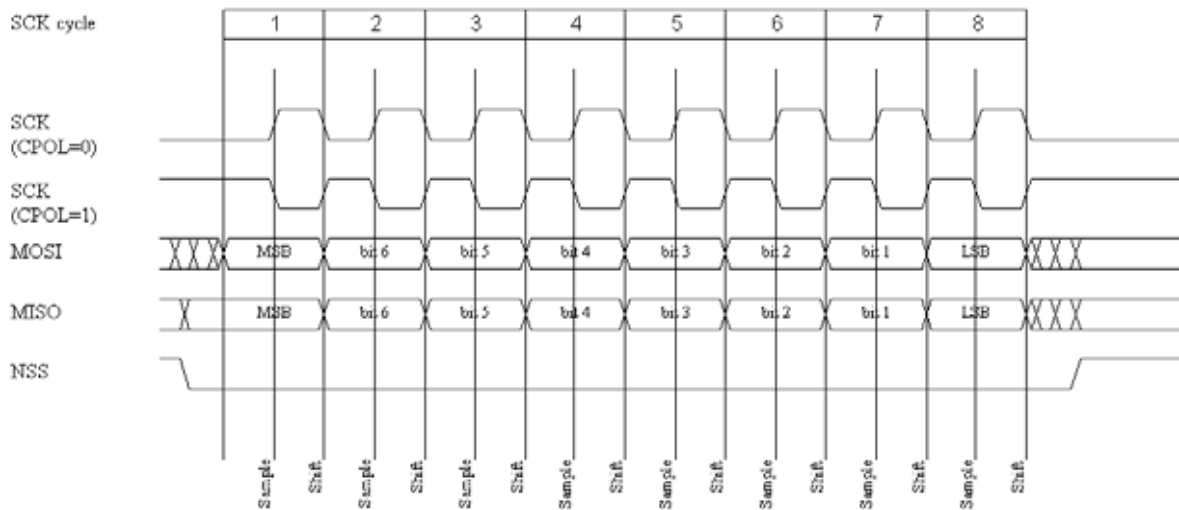 SCK cycle 1 2 3 4 5 6 7 8
SCK
(CPOL=0)
SCK
(CPOL=1)
MOSI MSB bit 6 bit 5 bit 4 bit 3 bit 2 bit 1 LSB
MISO MSB bit 6 bit 5 bit 4 bit 3 bit 2 bit 1 LSB
NSS
Sample Shift Sample Shift Sample Shift Sample Shift Sample Shift Sample Shift Sample Shift Sample Shift